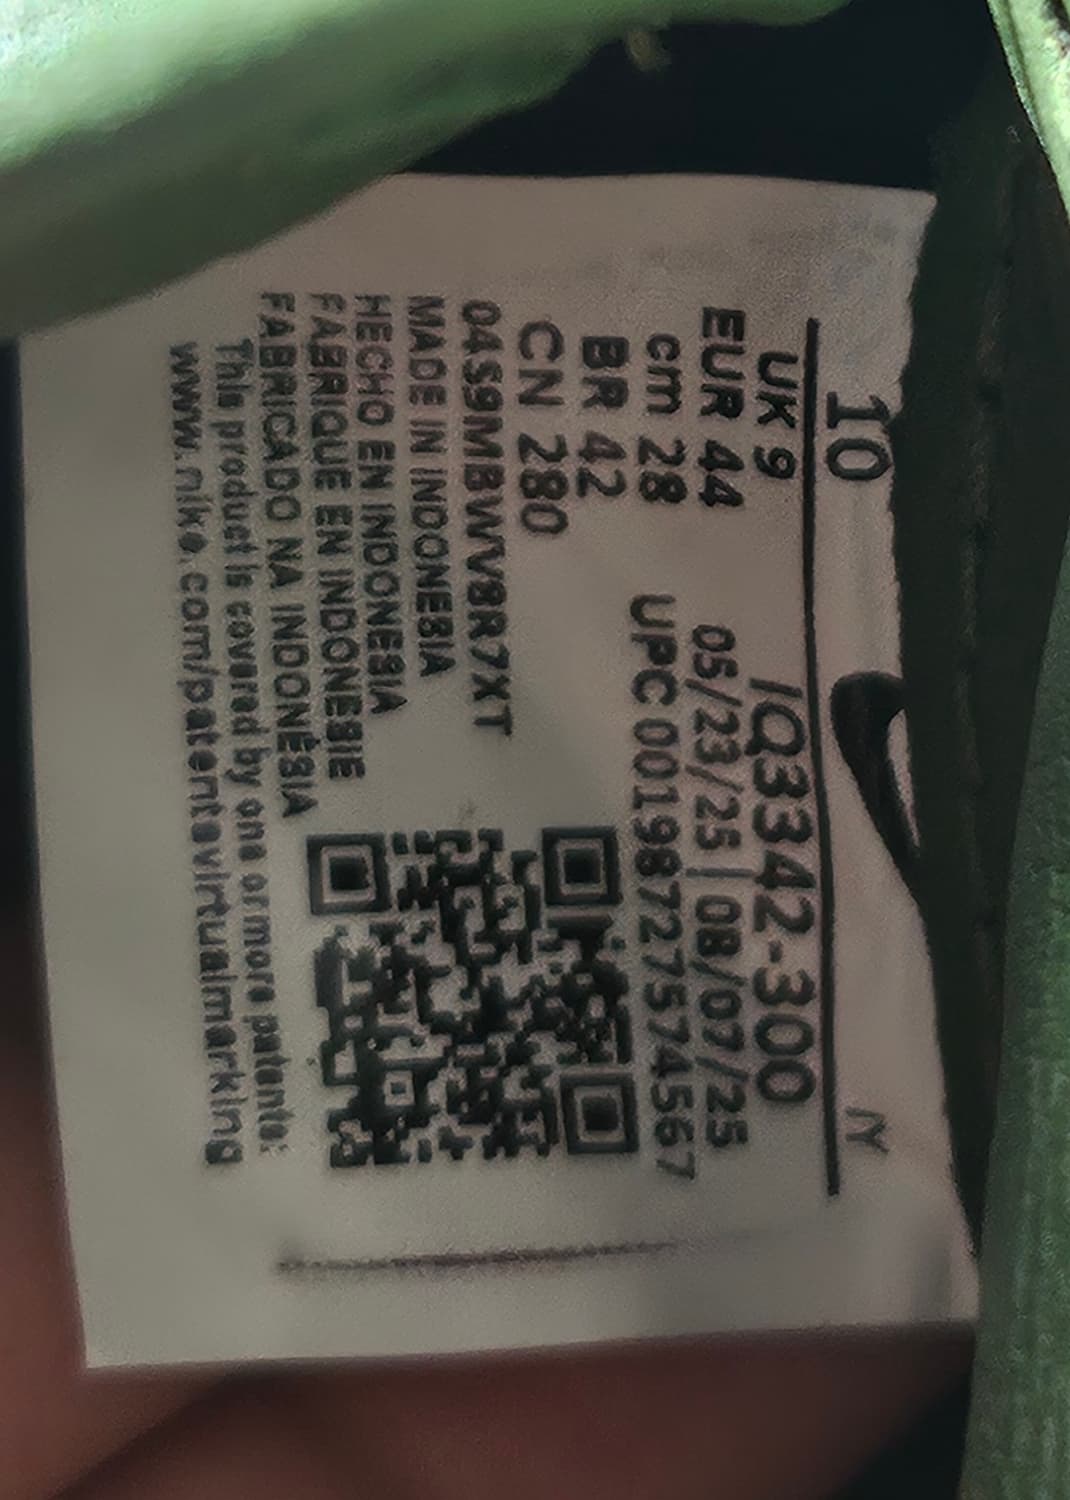 10
IY
UK 9
IQ3342-300
EUR 44
05/23/25 | 08/07/25
cm 28
UPC 00198727574567
BR 42
CN 280
04S9MBWV8R7XT
MADE IN INDONESIA
HECHO EN INDONESIA
FABRIQUE EN INDONESIE
FABRICADO NA INDONÉSIA
This product is covered by one or more patents:
www.nike.com/patentsvirtualmarking